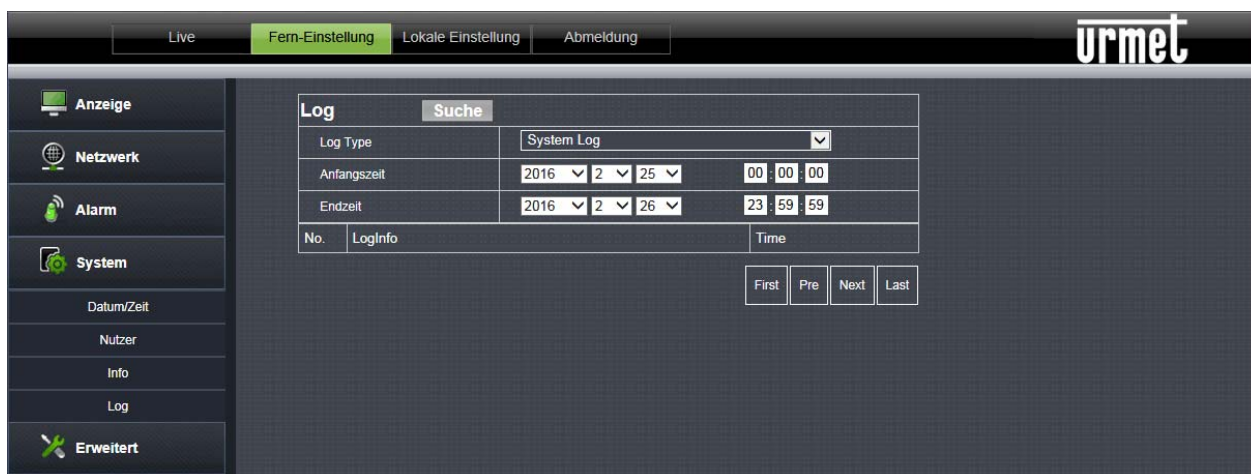 Live Fern-Einstellung Lokale Einstellung Abmeldung urmet
Anzeige
Netzwerk
Alarm
System
Datum/Zeit
Nutzer
Info
Log
Erweitert
Log Suche
Log Type System Log
Anfangszeit 2016 2 25 00 : 00 : 00
Endzeit 2016 2 26 23 : 59 : 59
No. LogInfo Time
First Pre Next Last